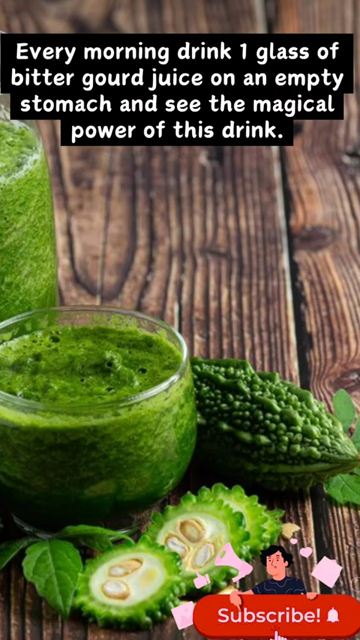 Every morning drink 1 glass of
bitter gourd juice on an empty
stomach and see the magical
power of this drink.
Subscribe!